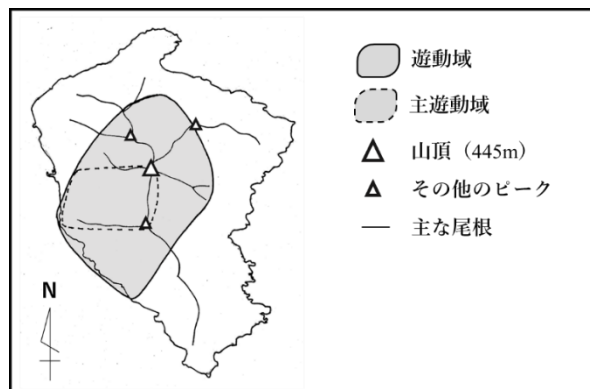 遊動域
主遊動域
山頂（445m）
その他のピーク
主な尾根
N